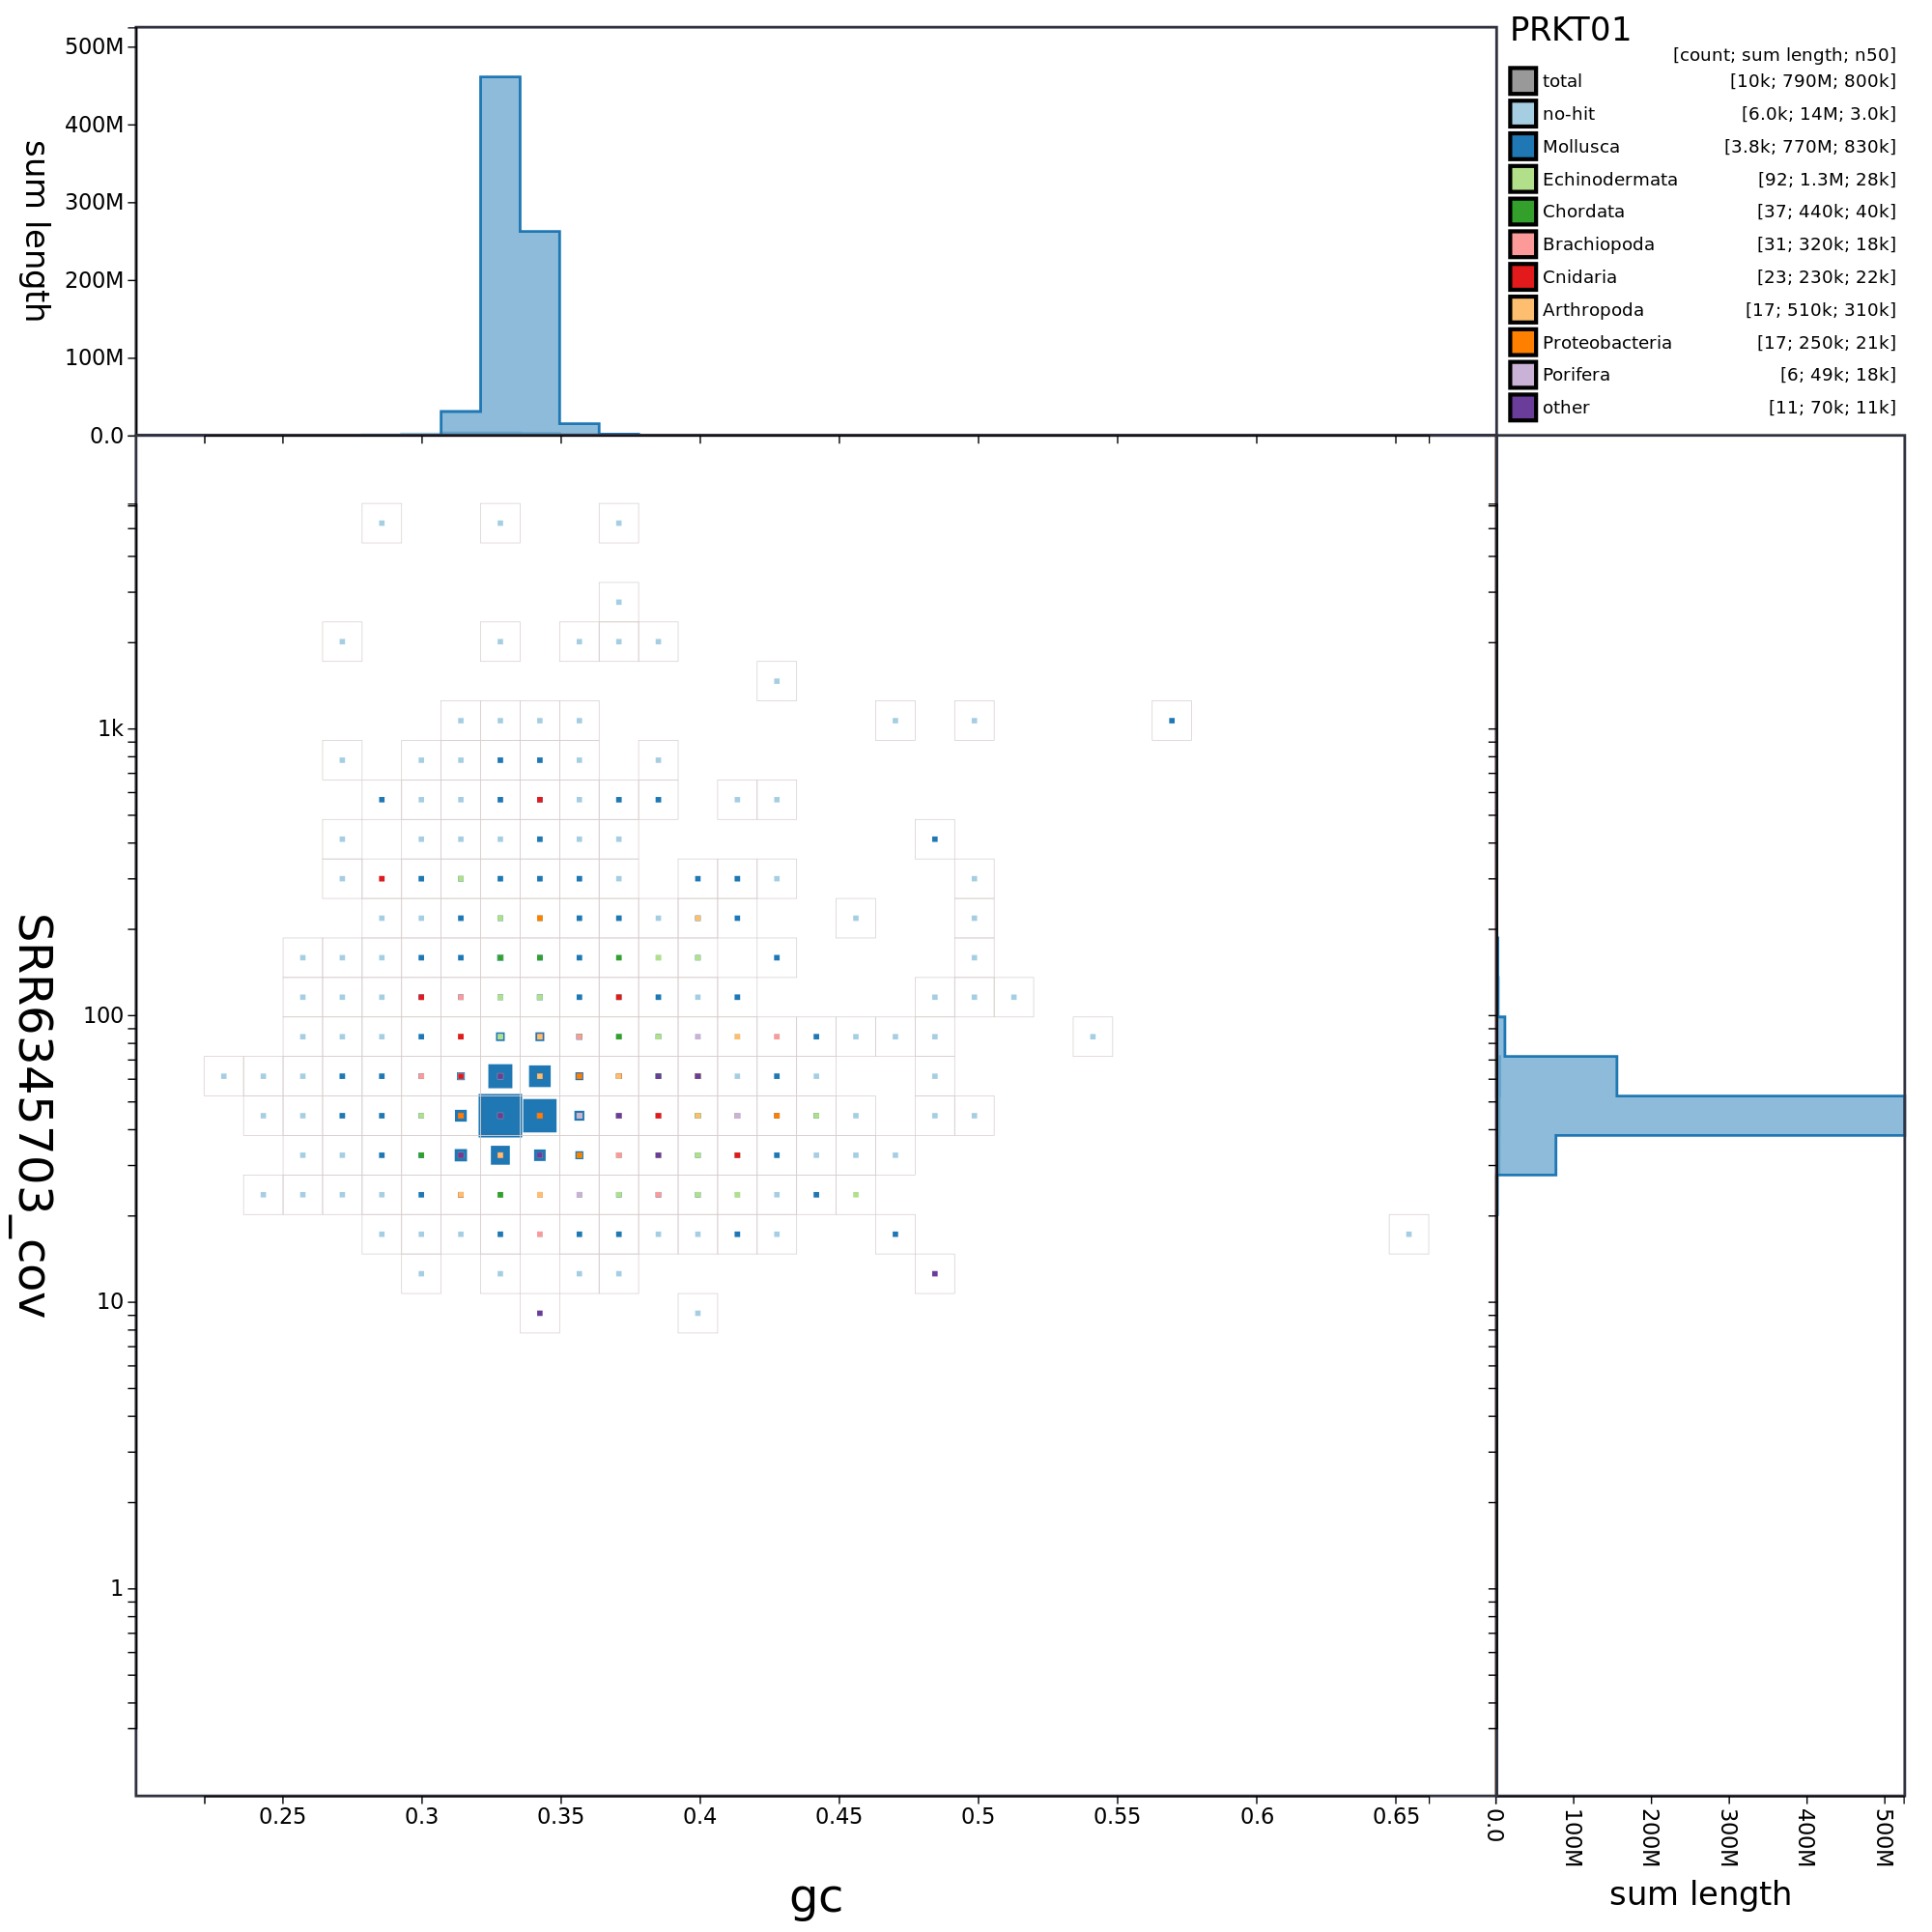 PRKT01
[count; sum length; n50]
total [10k; 790M; 800k]
no-hit [6.0k; 14M; 3.0k]
Mollusca [3.8k; 770M; 830k]
Echinodermata [92; 1.3M; 28k]
Chordata [37; 440k; 40k]
Brachiopoda [31; 320k; 18k]
Cnidaria [23; 230k; 22k]
Arthropoda [17; 510k; 310k]
Proteobacteria [17; 250k; 21k]
Porifera [6; 49k; 18k]
other [11; 70k; 11k]
sum length
500M
400M
300M
200M
100M
0.0
SRR6345703_cov
1k
100
10
1
0.25 0.3 0.35 0.4 0.45 0.5 0.55 0.6 0.65
gc
0.0 100M 200M 300M 400M 500M
sum length